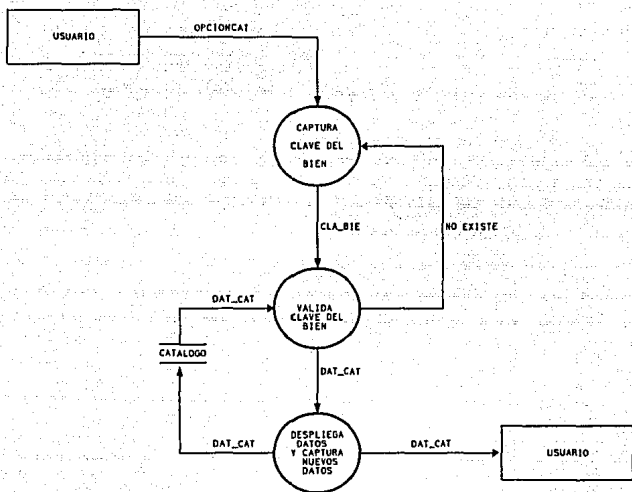 USUARIO
OPCIONCAT
CAPTURA
CLAVE DEL
BIEN
CLA_BIE
NO EXISTE
DAT_CAT
VALIDA
CLAVE DEL
BIEN
CATALOGO
DAT_CAT
DAT_CAT
DESPLIEGA
DATOS
Y CAPTURA
NUEVOS
DATOS
DAT_CAT
USUARIO